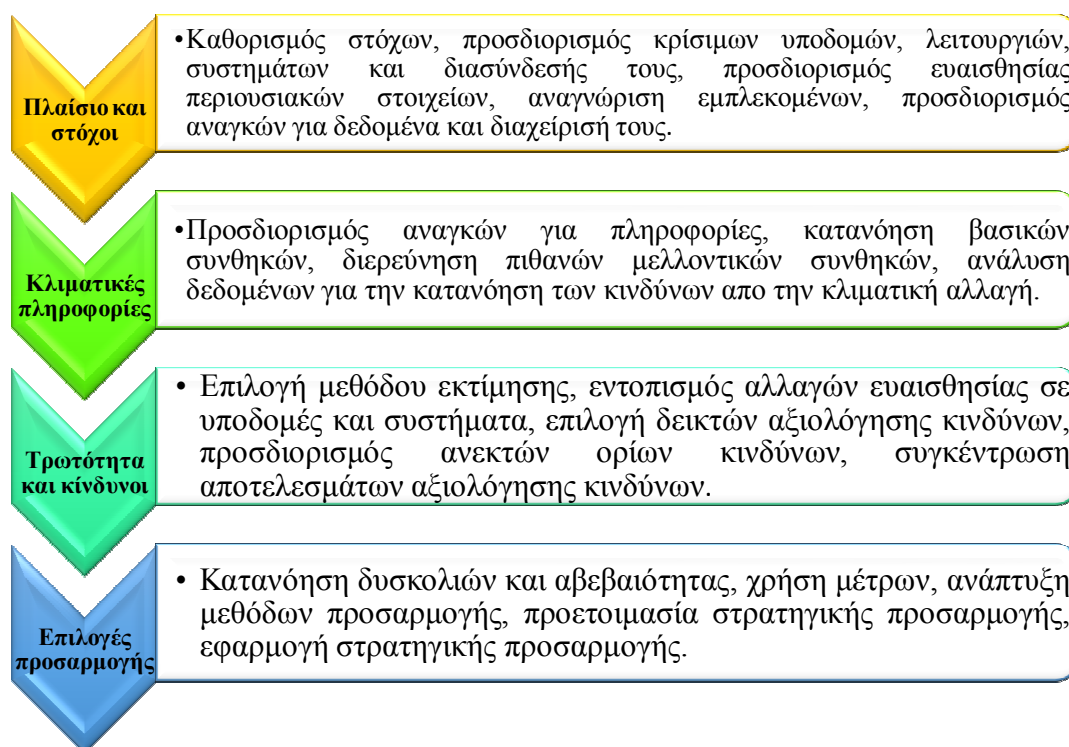 Πλαίσιο και
στόχοι
•Καθορισμός στόχων, προσδιορισμός κρίσιμων υποδομών, λειτουργιών,
συστημάτων και διασύνδεσής τους, προσδιορισμός ευαισθησίας
περιουσιακών στοιχείων, αναγνώριση εμπλεκομένων, προσδιορισμός
αναγκών για δεδομένα και διαχείρισή τους.
Κλιματικές
πληροφορίες
•Προσδιορισμός αναγκών για πληροφορίες, κατανόηση βασικών
συνθηκών, διερεύνηση πιθανών μελλοντικών συνθηκών, ανάλυση
δεδομένων για την κατανόηση των κινδύνων απο την κλιματική αλλαγή.
Τρωτότητα
και κίνδυνοι
• Επιλογή μεθόδου εκτίμησης, εντοπισμός αλλαγών ευαισθησίας σε
υποδομές και συστήματα, επιλογή δεικτών αξιολόγησης κινδύνων,
προσδιορισμός ανεκτών ορίων κινδύνων, συγκέντρωση
αποτελεσμάτων αξιολόγησης κινδύνων.
Επιλογές
προσαρμογής
• Κατανόηση δυσκολιών και αβεβαιότητας, χρήση μέτρων, ανάπτυξη
μεθόδων προσαρμογής, προετοιμασία στρατηγικής προσαρμογής,
εφαρμογή στρατηγικής προσαρμογής.